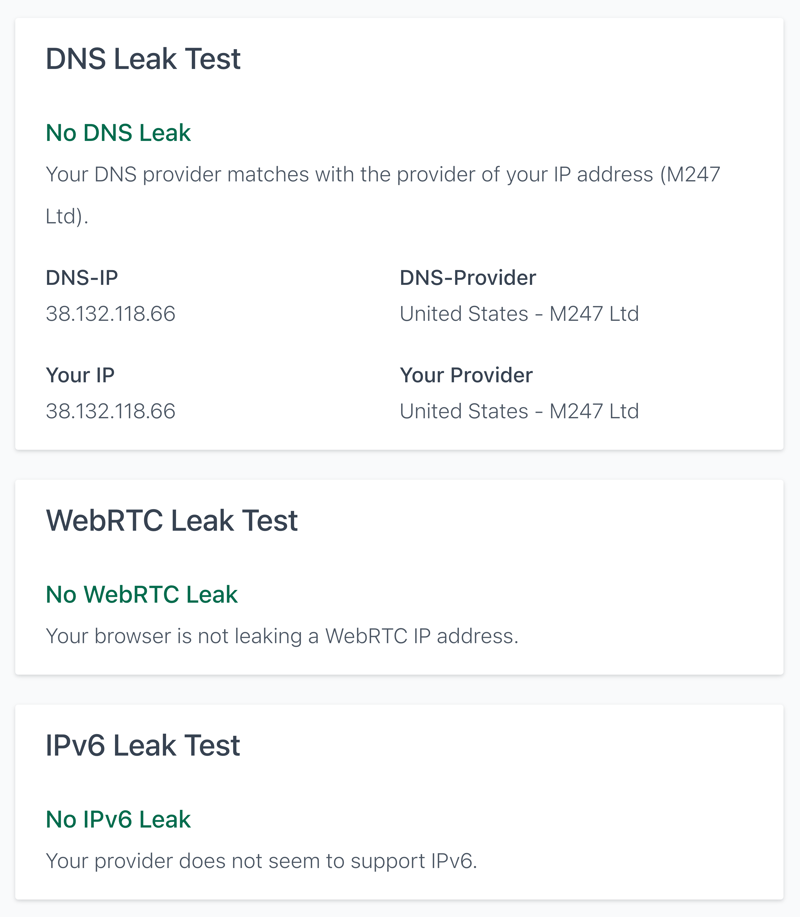 DNS Leak Test
No DNS Leak
Your DNS provider matches with the provider of your IP address (M247
Ltd).
DNS-IP
DNS-Provider
38.132.118.66
United States - M247 Ltd
Your IP
Your Provider
38.132.118.66
United States - M247 Ltd
WebRTC Leak Test
No WebRTC Leak
Your browser is not leaking a WebRTC IP address.
IPv6 Leak Test
No IPv6 Leak
Your provider does not seem to support IPv6.